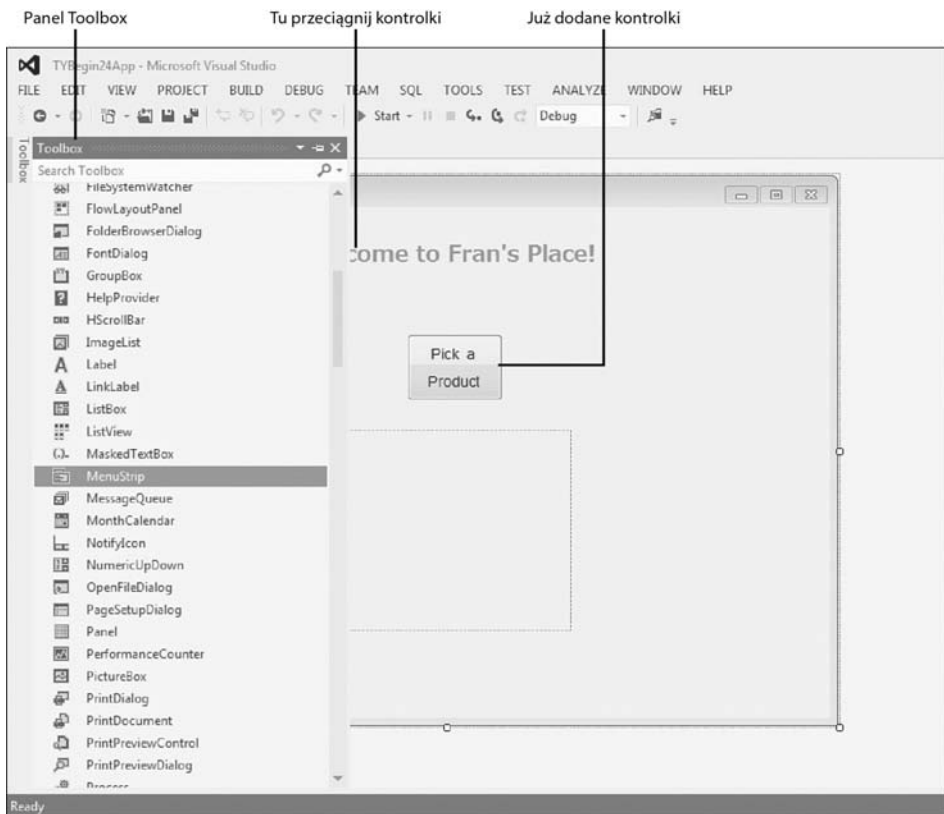 Panel Toolbox
Tu przeciągnij kontrolki
Już dodane kontrolki
TYBegin24App - Microsoft Visual Studio
FILE EDIT VIEW PROJECT BUILD DEBUG TEAM SQL TOOLS TEST ANALYZE WINDOW HELP
Start
Debug
Toolbox
Toolbox
Search Toolbox
FileSystemWatcher
FlowLayoutPanel
FolderBrowserDialog
FontDialog
GroupBox
HelpProvider
HScrollBar
ImageList
Label
LinkLabel
ListBox
ListView
MaskedTextBox
MenuStrip
MessageQueue
MonthCalendar
NotifyIcon
NumericUpDown
OpenFileDialog
PageSetupDialog
Panel
PerformanceCounter
PictureBox
PrintDialog
PrintDocument
PrintPreviewControl
PrintPreviewDialog
Process
come to Fran's Place!
Pick a
Product
Ready